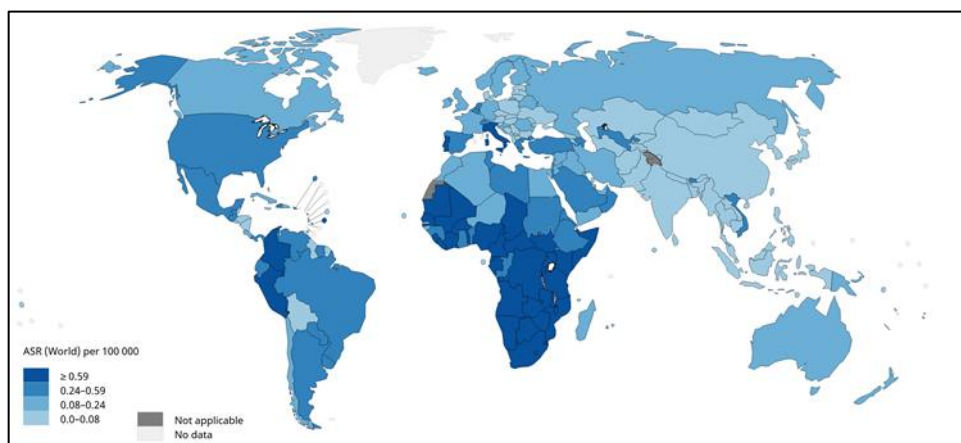 ASR (World) per 100 000
≥ 0.59
0.24–0.59
0.08–0.24
0.0–0.08
Not applicable
No data